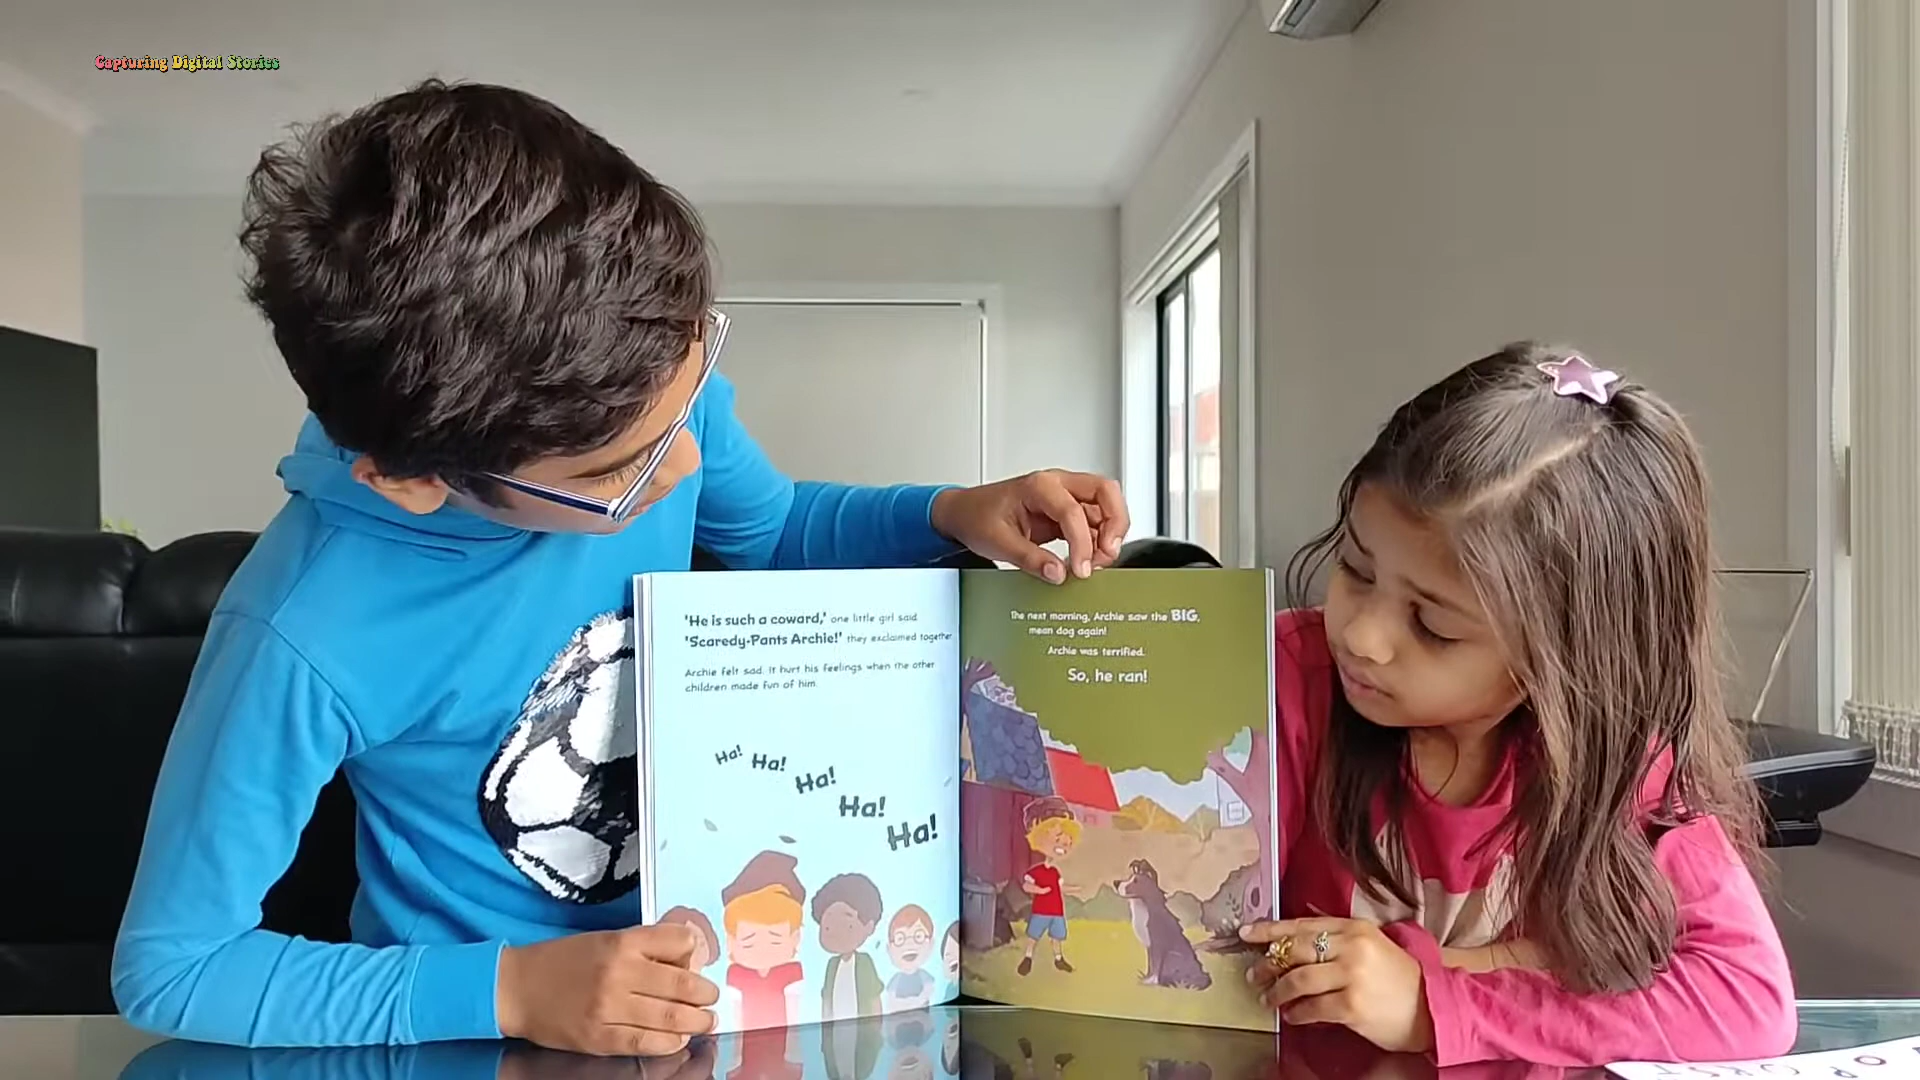 Capturing Digital Stories
'He is such a coward,' one little girl said.
'Scaredy-Pants Archie!' they exclaimed together.
Archie felt sad. It hurt his feelings when the other
children made fun of him.
Ha! Ha! Ha! Ha! Ha!
The next morning, Archie saw the BIG,
mean dog again!
Archie was terrified.
So, he ran!